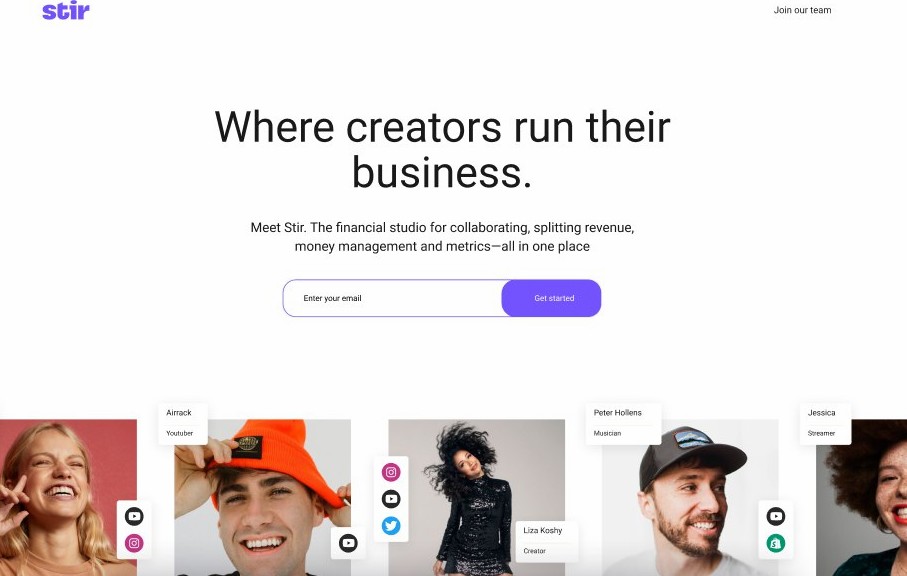 stir
Join our team
Where creators run their
business.
Meet Stir. The financial studio for collaborating, splitting revenue,
money management and metrics—all in one place
Enter your email
Get started
Airrack
Youtuber
Liza Koshy
Creator
Peter Hollens
Musician
Jessica
Streamer